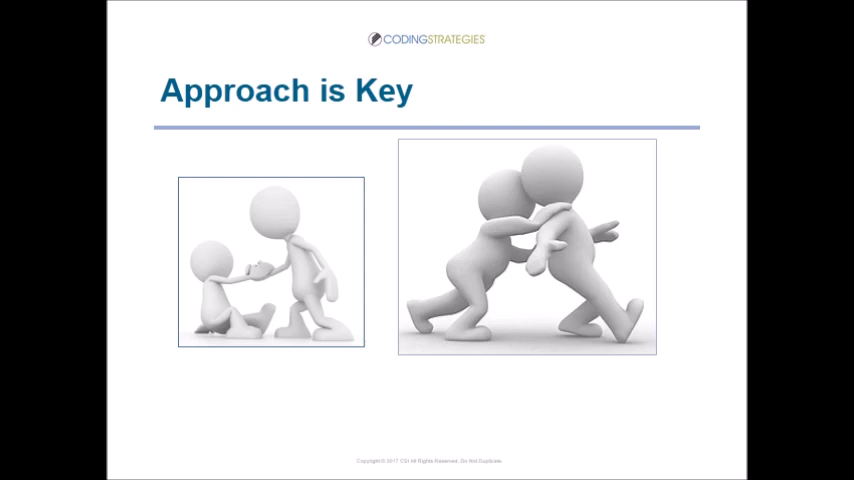 CODINGSTRATEGIES
Approach is Key
Copyright © 2017 CSI All Rights Reserved. Do Not Duplicate.